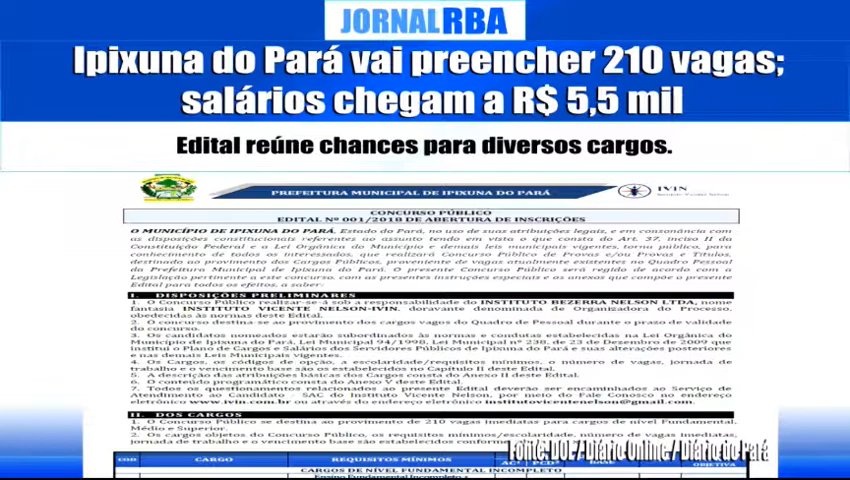 JORNALRBA
Ipixuna do Pará vai preencher 210 vagas;
salários chegam a R$ 5,5 mil
Edital reúne chances para diversos cargos.
PREFEITURA MUNICIPAL DE IPIXUNA DO PARÁ
IVIN
CONCURSO PÚBLICO
EDITAL Nº 001/2018 DE ABERTURA DE INSCRIÇÕES
O MUNICÍPIO DE IPIXUNA DO PARÁ, Estado do Pará, no uso de suas atribuições legais, e em consonância com
as disposições constitucionais referentes ao assunto tendo em vista o que consta do Art. 37, inciso II da
Constituição Federal e a Lei Orgânica do Município e demais leis municipais vigentes, torna público, para
conhecimento de todos os interessados, que realizará Concurso Público de Provas e/ou Provas e Títulos,
destinado ao provimento dos Cargos Públicos, proveniente de vagas atualmente existentes no Quadro Pessoal
da Prefeitura Municipal de Ipixuna do Pará. O presente Concurso Público será regido de acordo com a
Legislação pertinente a este concurso, com as presentes instruções especiais e os anexos que compõe o presente
Edital para todos os efeitos, a saber:
I. DISPOSIÇÕES PRELIMINARES
1. O Concurso Público realizar-se-á sob a responsabilidade do INSTITUTO BEZERRA NELSON LTDA, nome
fantasia INSTITUTO VICENTE NELSON-IVIN, doravante denominada de Organizadora do Processo,
obedecidas às normas deste Edital.
2. O concurso destina se ao provimento dos cargos vagos do Quadro de Pessoal durante o prazo de validade
do concurso.
3. Os candidatos nomeados estarão subordinados às normas e condutas estabelecidas na Lei Orgânica do
Município de Ipixuna do Pará, Lei Municipal 94/1998, Lei Municipal nº 238, de 23 de Dezembro de 2009 que
institui o Plano de Cargos e Salários dos Servidores Públicos de Ipixuna do Pará e suas alterações posteriores
e nas demais Leis Municipais vigentes.
4. Os Cargos, os códigos de opção, a escolaridade/requisitos mínimos, o número de vagas, jornada de
trabalho e o vencimento base são os estabelecidos no Capítulo II deste Edital.
5. A descrição das atribuições básicas dos Cargos consta do Anexo II deste Edital.
6. O conteúdo programático consta do Anexo V deste Edital.
7. Todos os questionamentos relacionados ao presente Edital deverão ser encaminhados ao Serviço de
Atendimento ao Candidato - SAC do Instituto Vicente Nelson, por meio do Fale Conosco no endereço
eletrônico www.ivin.com.br ou através do endereço eletrônico institutovicentenelson@gmail.com.
II. DOS CARGOS
1. O Concurso Público se destina ao provimento de 210 vagas imediatas para cargos de nível Fundamental,
Médio e Superior.
2. Os cargos objetos do Concurso Público, os requisitos mínimos/escolaridade, número de vagas imediatas,
jornada de trabalho e o vencimento base são os estabelecidos conforme
Fonte: DOL / Diário Online / Diário do Pará
COD CARGO REQUISITOS MÍNIMOS AC* PCD* BASE OBJETIVA
CARGOS DE NÍVEL FUNDAMENTAL INCOMPLETO
Ensino Fundamental Incompleto